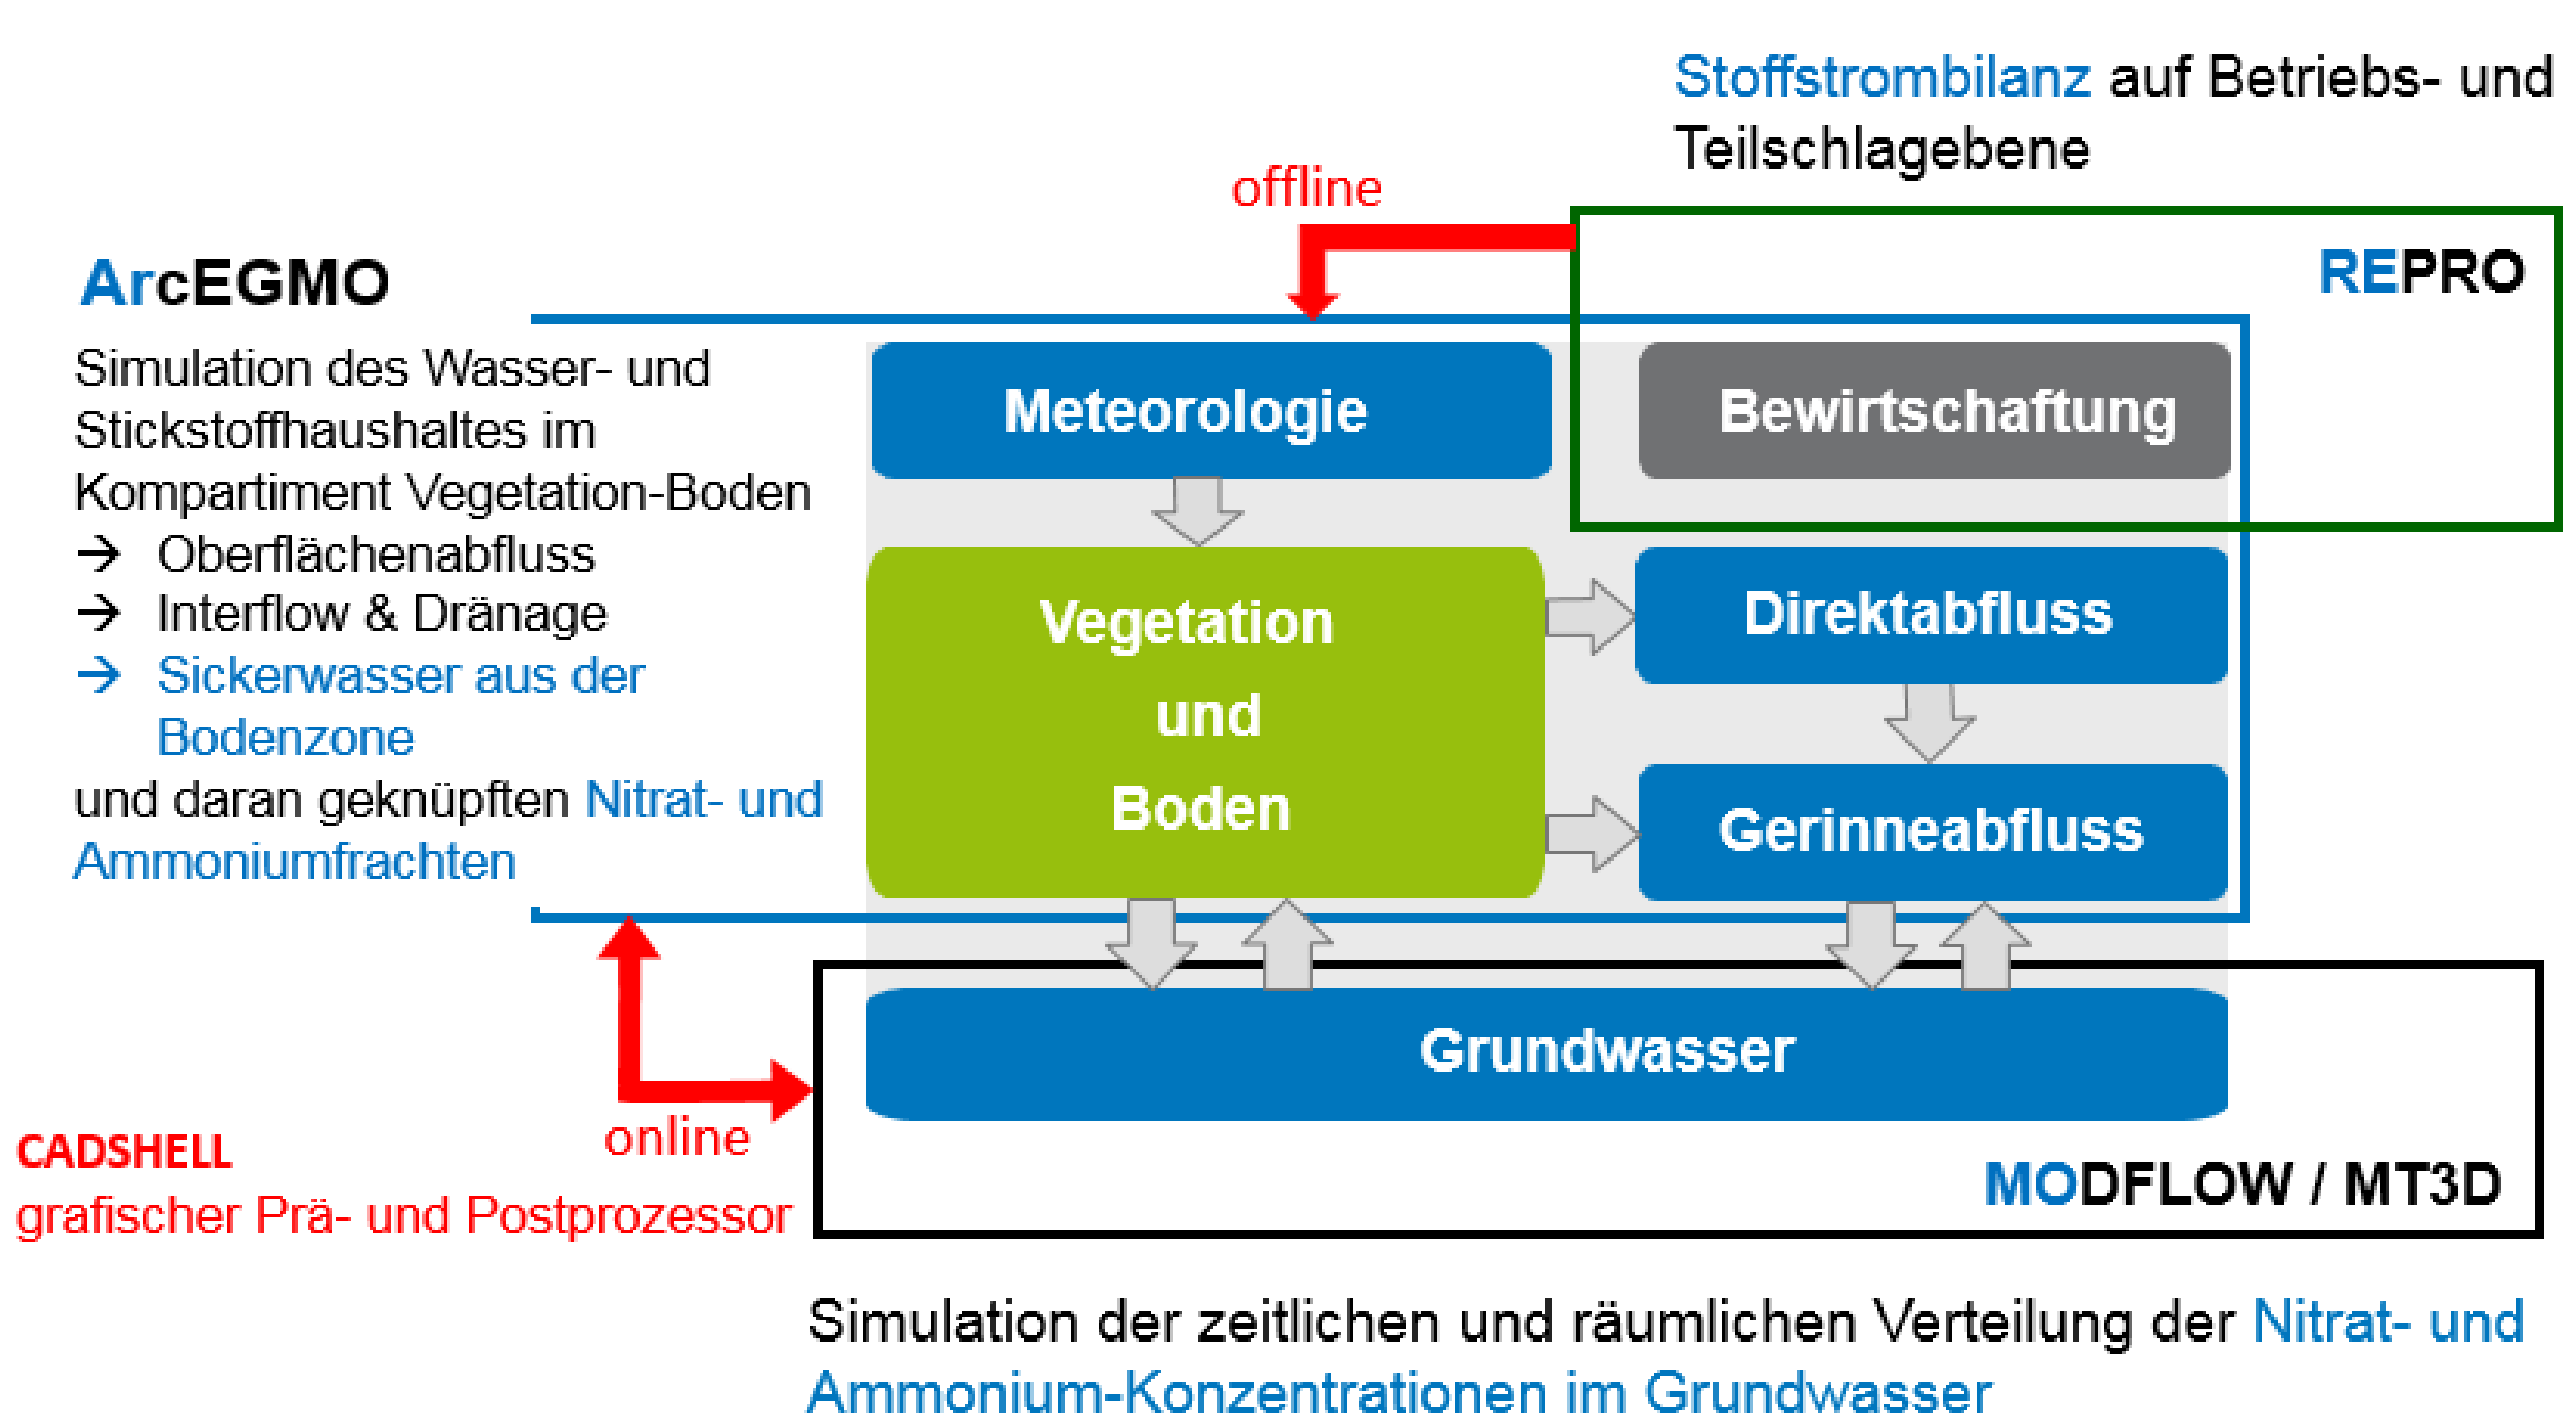 Stoffstrombilanz auf Betriebs- und
Teilschlagebene
offline
REPRO
ArcEGMO
Simulation des Wasser- und
Stickstoffhaushaltes im
Kompartiment Vegetation-Boden
→ Oberflächenabfluss
→ Interflow & Dränage
→ Sickerwasser aus der
Bodenzone
und daran geknüpften Nitrat- und
Ammoniumfrachten
Meteorologie
Bewirtschaftung
Vegetation
und
Boden
Direktabfluss
Gerinneabfluss
Grundwasser
online
CADSHELL
grafischer Prä- und Postprozessor
MODFLOW / MT3D
Simulation der zeitlichen und räumlichen Verteilung der Nitrat- und
Ammonium-Konzentrationen im Grundwasser